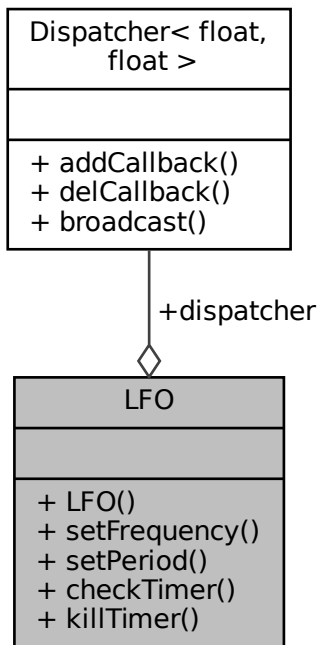 Dispatcher< float,
float >
+ addCallback()
+ delCallback()
+ broadcast()
+dispatcher
LFO
+ LFO()
+ setFrequency()
+ setPeriod()
+ checkTimer()
+ killTimer()